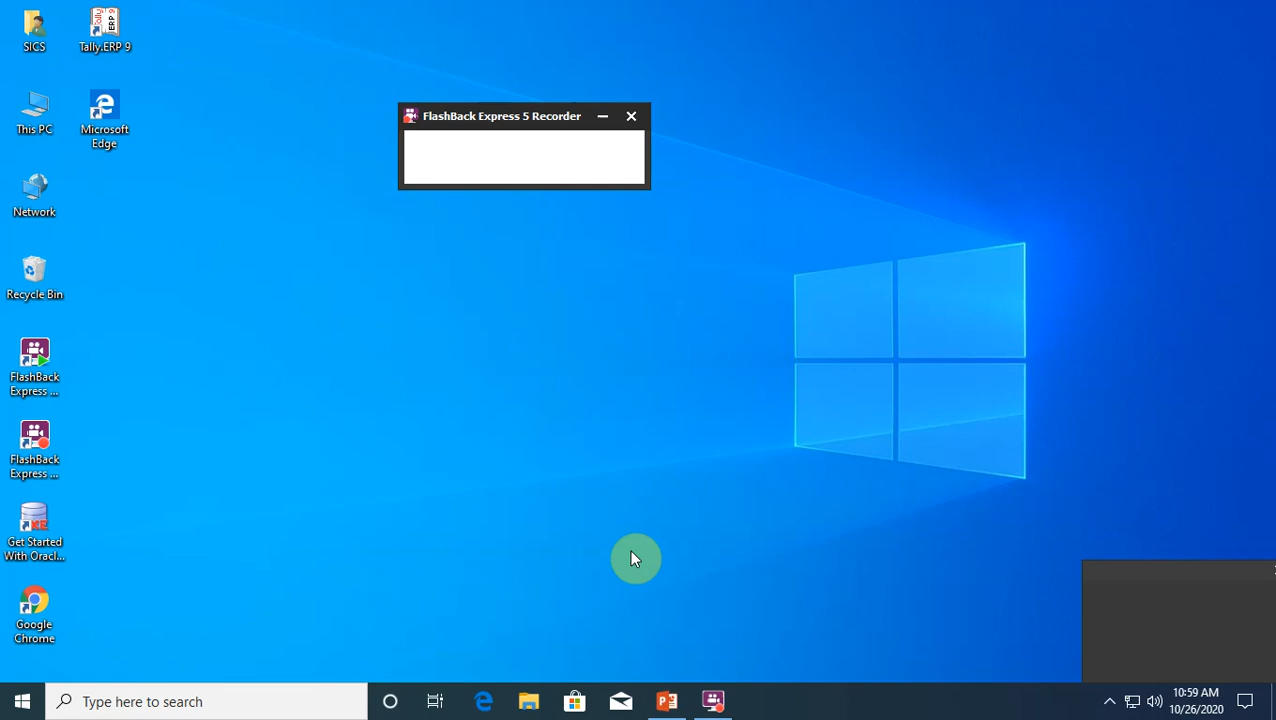 SICS
Tally.ERP 9
This PC
Microsoft
Edge
Network
Recycle Bin
FlashBack
Express ...
FlashBack
Express ...
Get Started
With Oracl...
Google
Chrome
FlashBack Express 5 Recorder
Type here to search
10:59 AM
10/26/2020